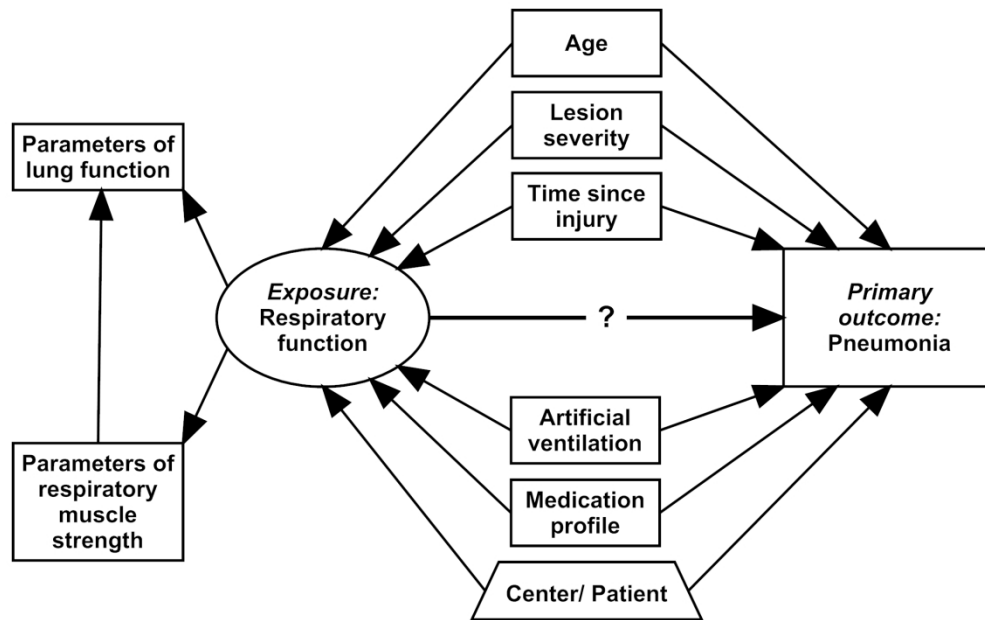 Age
Lesion
severity
Time since
injury
Parameters of
lung function
Exposure:
Respiratory
function
?
Primary
outcome:
Pneumonia
Parameters of
respiratory
muscle
strength
Artificial
ventilation
Medication
profile
Center/ Patient